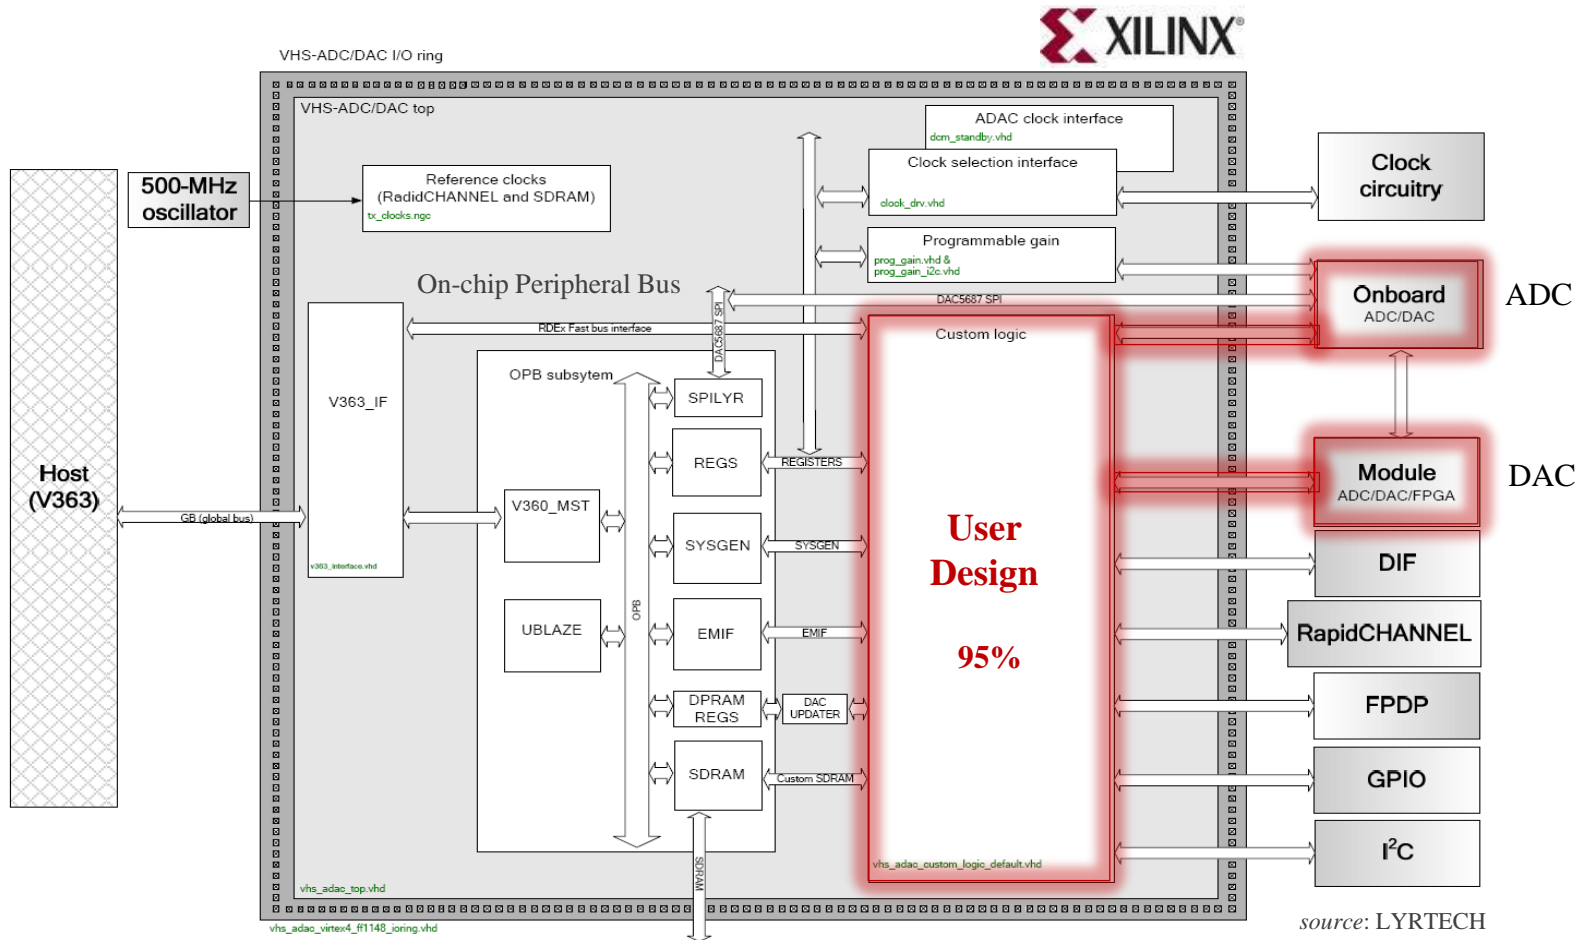 XILINX®
VHS-ADC/DAC I/O ring
VHS-ADC/DAC top
ADAC clock interface
dcm_standby.vhd
Clock selection interface
clock_drv.vhd
Clock
circuitry
500-MHz
oscillator
Reference clocks
(RadidCHANNEL and SDRAM)
tx_clocks.ngc
Programmable gain
prog_gain.vhd &
prog_gain_i2c.vhd
On-chip Peripheral Bus
DAC5687 SPI
DAC5687 SPI
Onboard
ADC/DAC
ADC
RDEx Fast bus interface
Custom logic
OPB subsytem
V363_IF
SPILYR
Host
(V363)
REGS
REGISTERS
Module
ADC/DAC/FPGA
DAC
GB (global bus)
V360_MST
User
Design
95%
SYSGEN
SYSGEN
DIF
v363_interface.vhd
OPB
UBLAZE
EMIF
EMIF
RapidCHANNEL
DPRAM
REGS
DAC
UPDATER
FPDP
SDRAM
Custom SDRAM
GPIO
vhs_adac_custom_logic_default.vhd
I²C
SDRAM
vhs_adac_top.vhd
vhs_adac_virtex4_ff1148_ioring.vhd
source: LYRTECH